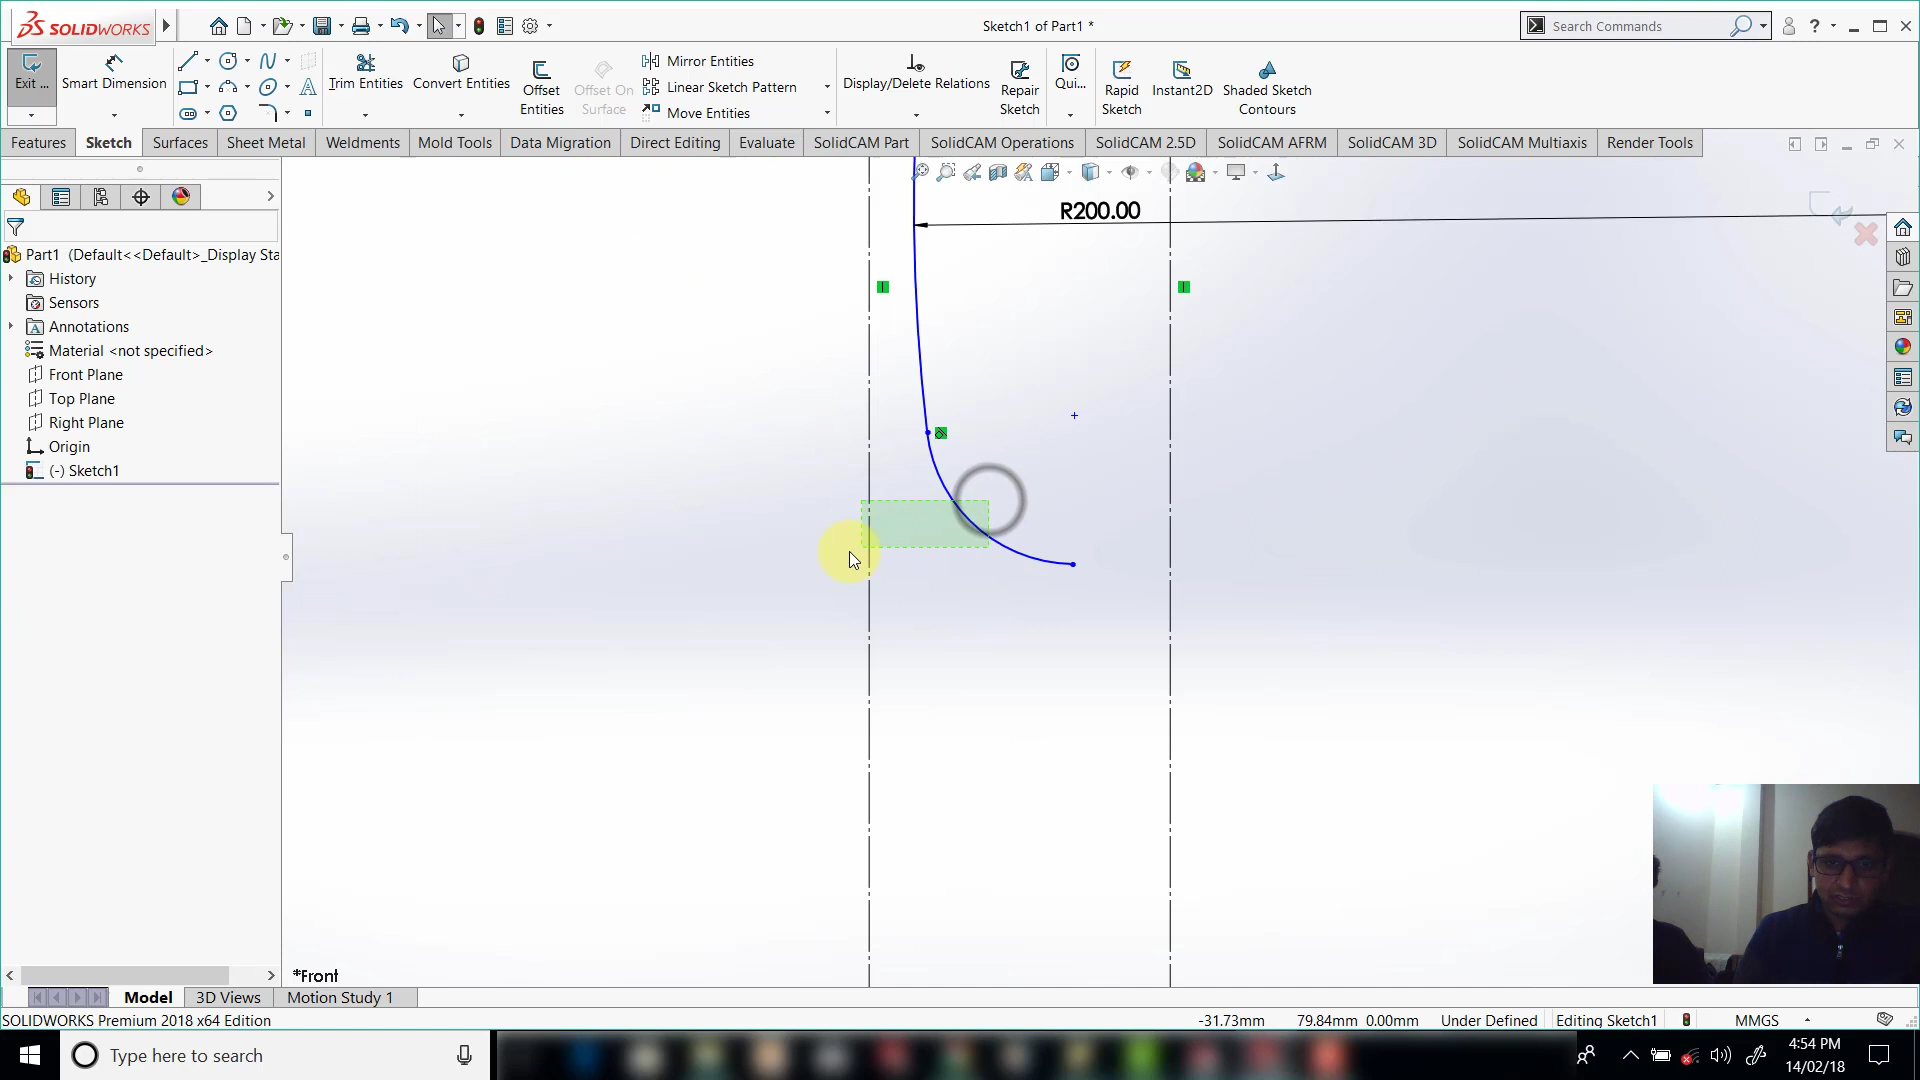 SOLIDWORKS
Sketch1 of Part1 *
Search Commands
Exit ...
Smart Dimension
Trim Entities
Convert Entities
Offset Entities
Offset On Surface
Mirror Entities
Linear Sketch Pattern
Move Entities
Display/Delete Relations
Repair Sketch
Qui...
Rapid Sketch
Instant2D
Shaded Sketch Contours
Features
Sketch
Surfaces
Sheet Metal
Weldments
Mold Tools
Data Migration
Direct Editing
Evaluate
SolidCAM Part
SolidCAM Operations
SolidCAM 2.5D
SolidCAM AFRM
SolidCAM 3D
SolidCAM Multiaxis
Render Tools
R200.00
Part1 (Default<<Default>_Display Sta
History
Sensors
Annotations
Material <not specified>
Front Plane
Top Plane
Right Plane
Origin
(-) Sketch1
*Front
Model
3D Views
Motion Study 1
SOLIDWORKS Premium 2018 x64 Edition
-31.73mm
79.84mm 0.00mm
Under Defined
Editing Sketch1
MMGS
Type here to search
4:54 PM
14/02/18